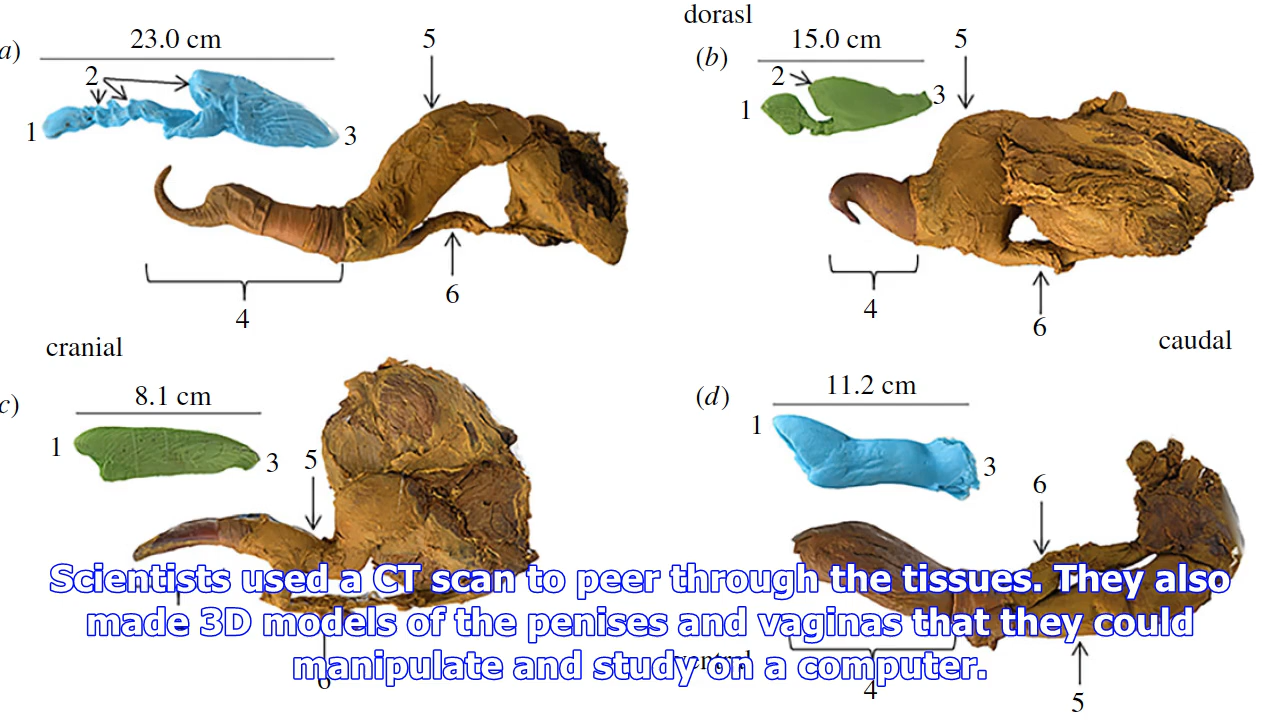 dorasl
23.0 cm
5
a)
2
1
3
4
6
(b)
15.0 cm
5
2
1
3
4
6
cranial
caudal
c)
8.1 cm
1
3
5
(d)
11.2 cm
1
3
6
Scientists used a CT scan to peer through the tissues. They also
made 3D models of the penises and vaginas that they could
manipulate and study on a computer.
6
4
5